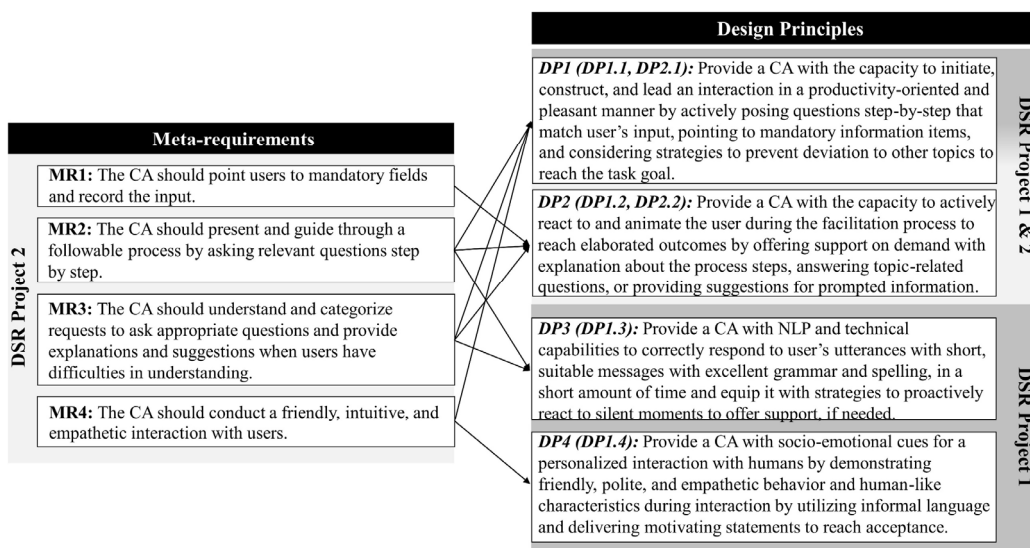 Design Principles
DP1 (DP1.1, DP2.1): Provide a CA with the capacity to initiate,
construct, and lead an interaction in a productivity-oriented and
pleasant manner by actively posing questions step-by-step that
match user's input, pointing to mandatory information items,
and considering strategies to prevent deviation to other topics to
reach the task goal.
DP2 (DP1.2, DP2.2): Provide a CA with the capacity to actively
react to and animate the user during the facilitation process to
reach elaborated outcomes by offering support on demand with
explanation about the process steps, answering topic-related
questions, or providing suggestions for prompted information.
DSR Project 1 & 2
DP3 (DP1.3): Provide a CA with NLP and technical
capabilities to correctly respond to user's utterances with short,
suitable messages with excellent grammar and spelling, in a
short amount of time and equip it with strategies to proactively
react to silent moments to offer support, if needed.
DP4 (DP1.4): Provide a CA with socio-emotional cues for a
personalized interaction with humans by demonstrating
friendly, polite, and empathetic behavior and human-like
characteristics during interaction by utilizing informal language
and delivering motivating statements to reach acceptance.
DSR Project 1
Meta-requirements
MR1: The CA should point users to mandatory fields
and record the input.
MR2: The CA should present and guide through a
followable process by asking relevant questions step
by step.
MR3: The CA should understand and categorize
requests to ask appropriate questions and provide
explanations and suggestions when users have
difficulties in understanding.
MR4: The CA should conduct a friendly, intuitive, and
empathetic interaction with users.
DSR Project 2